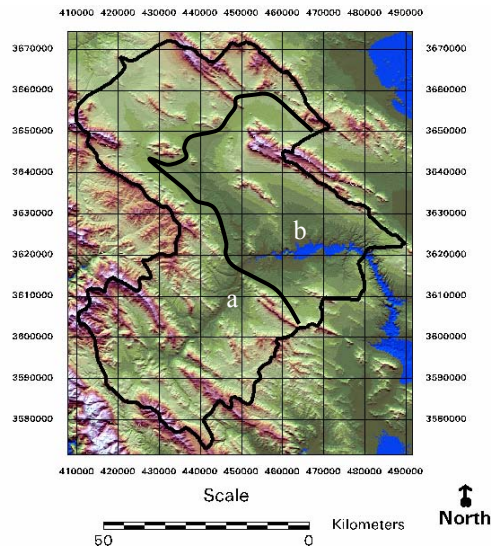 410000 420000 430000 440000 450000 460000 470000 480000 490000
3670000 3670000
3660000 3660000
3650000 3650000
3640000 3640000
3630000 3630000
b
3620000 3620000
a
3610000 3610000
3600000 3600000
3590000 3590000
3580000 3580000
410000 420000 430000 440000 450000 460000 470000 480000 490000
Scale
Kilometers
50 0
North